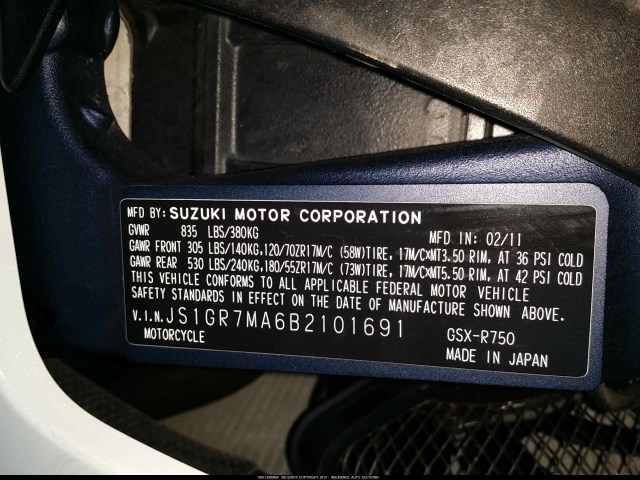 MFD BY: SUZUKI MOTOR CORPORATION
GVWR 835 LBS/380KG MFD IN: 02/11
GAWR FRONT 305 LBS/140KG,120/70ZR17M/C (58W)TIRE, 17M/C×MT3.50 RIM, AT 36 PSI COLD
GAWR REAR 530 LBS/240KG,180/55ZR17M/C (73W)TIRE, 17M/C×MT5.50 RIM, AT 42 PSI COLD
THIS VEHICLE CONFORMS TO ALL APPLICABLE FEDERAL MOTOR VEHICLE
SAFETY STANDARDS IN EFFECT ON THE DATE OF MANUFACTURE SHOWN ABOVE.
V.I.N. JS1GR7MA6B2101691 GSX-R750
MOTORCYCLE MADE IN JAPAN